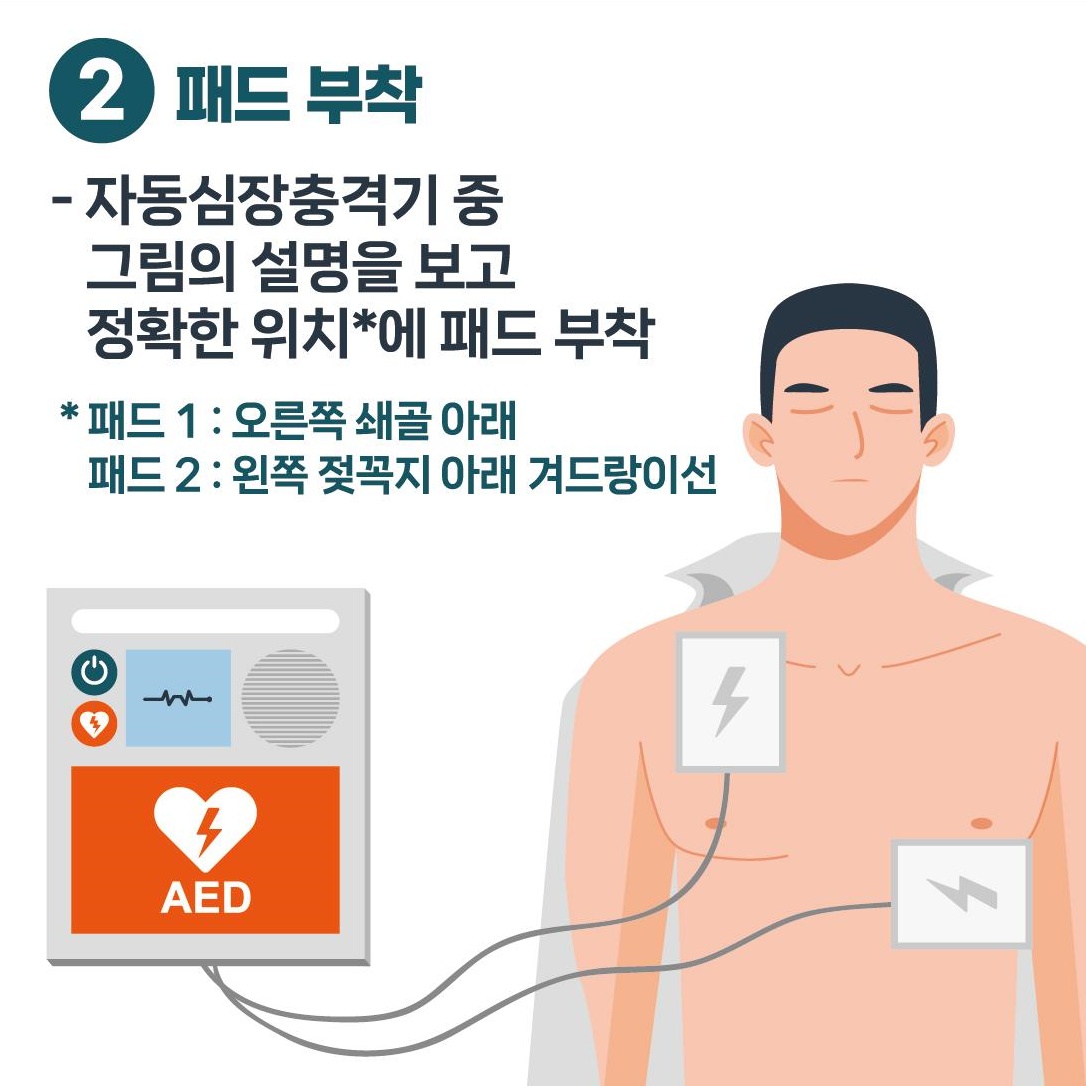 2 패드 부착
- 자동심장충격기 중
그림의 설명을 보고
정확한 위치*에 패드 부착
* 패드 1 : 오른쪽 쇄골 아래
패드 2 : 왼쪽 젖꼭지 아래 겨드랑이선
AED